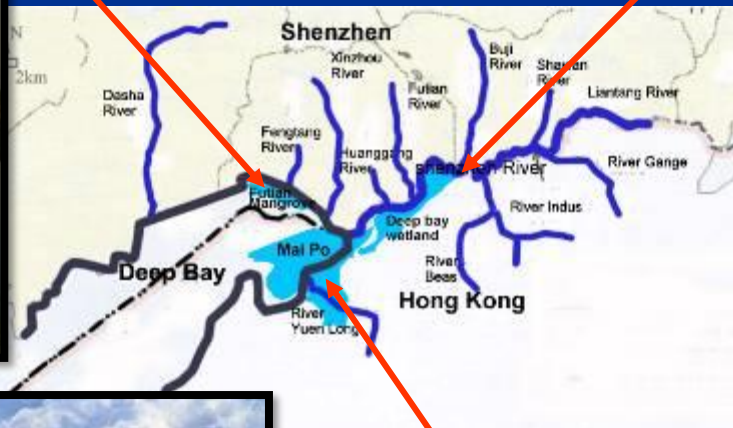 N
2km
Shenzhen
Dasha
River
Xinzhou
River
Fengtang
River
Huanggang
River
Futian
River
Buji
River
Shawan
River
Liantang River
River Gange
Shenzhen River
River Indus
Futian
Mangrove
Deep bay
wetland
Mai Po
River
Beas
Deep Bay
Hong Kong
River
Yuen Long